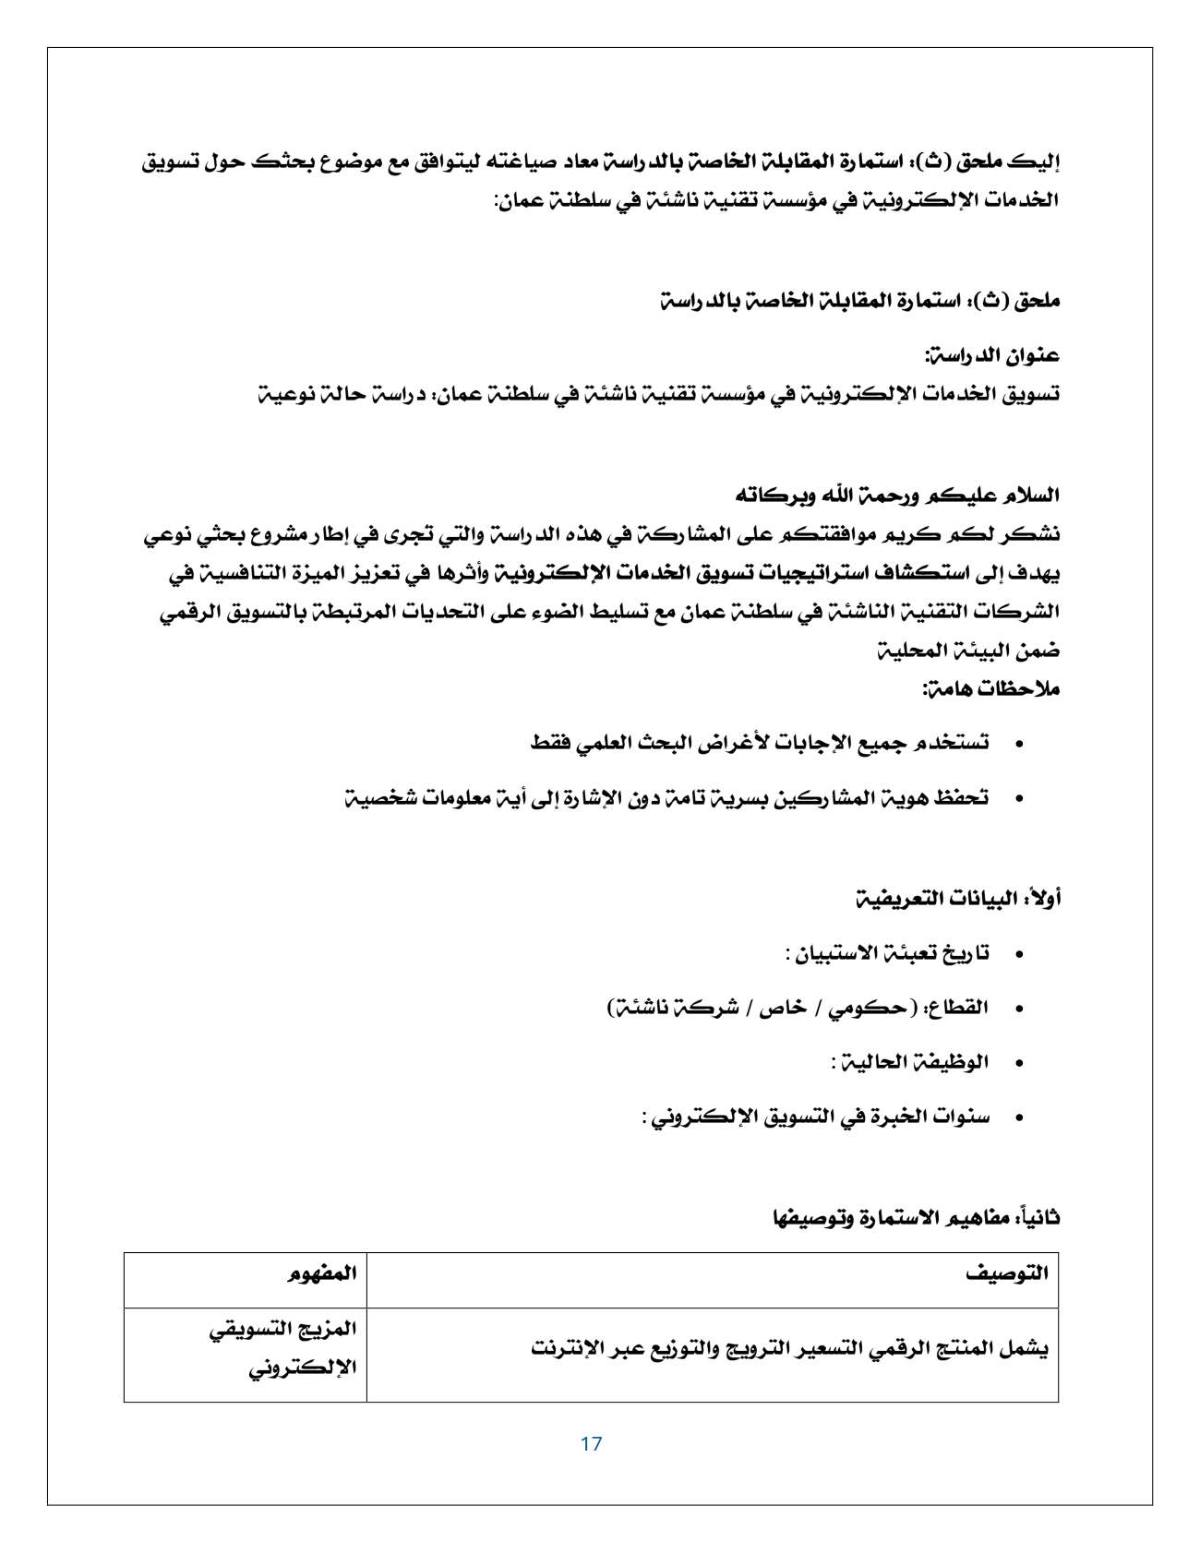 إليك ملحق (ث): استمارة المقابلة الخاصة بالدراسة معاد صياغته ليتوافق مع موضوع بحثك حول تسويق
الخدمات الإلكترونية في مؤسسة تقنية ناشئة في سلطنة عمان:
ملحق (ث): استمارة المقابلة الخاصة بالدراسة
عنوان الدراسة:
تسويق الخدمات الإلكترونية في مؤسسة تقنية ناشئة في سلطنة عمان: دراسة حالة نوعية
السلام عليكم ورحمة الله وبركاته
نشكر لكم كريم موافقتكم على المشاركة في هذه الدراسة والتي تجرى في إطار مشروع بحثي نوعي
يهدف إلى استكشاف استراتيجيات تسويق الخدمات الإلكترونية وأثرها في تعزيز الميزة التنافسية في
الشركات التقنية الناشئة في سلطنة عمان مع تسليط الضوء على التحديات المرتبطة بالتسويق الرقمي
ضمن البيئة المحلية
ملاحظات هامة:
• تستخدم جميع الإجابات لأغراض البحث العلمي فقط
• تحفظ هوية المشاركين بسرية تامة دون الإشارة إلى أية معلومات شخصية
أولاً: البيانات التعريفية
• تاريخ تعبئة الاستبيان :
• القطاع: (حكومي / خاص / شركة ناشئة)
• الوظيفة الحالية :
• سنوات الخبرة في التسويق الإلكتروني :
ثانياً: مفاهيم الاستمارة وتوصيفها
التوصيف المفهوم
يشمل المنتج الرقمي التسعير الترويج والتوزيع عبر الإنترنت
المزيج التسويقي
الإلكتروني
17